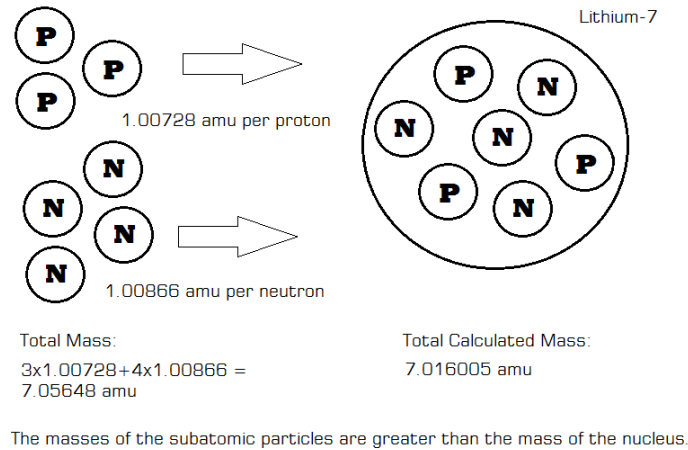 Lithium-7
P
P
P
1.00728 amu per proton
N
N
N
N
1.00866 amu per neutron
P
N
N
N
P
P
N
Total Mass:
3x1.00728+4x1.00866 =
7.05648 amu
Total Calculated Mass:
7.016005 amu
The masses of the subatomic particles are greater than the mass of the nucleus.